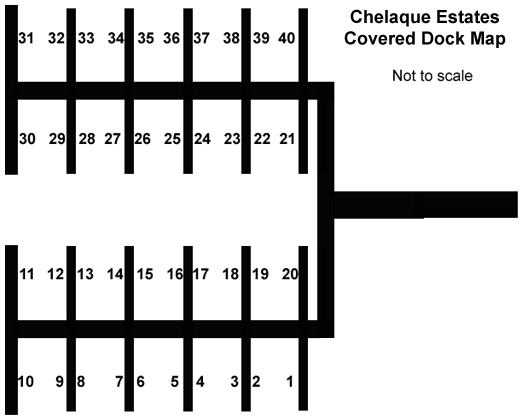 Chelaque Estates
Covered Dock Map
Not to scale
31 32 33 34 35 36 37 38 39 40
30 29 28 27 26 25 24 23 22 21
11 12 13 14 15 16 17 18 19 20
10 9 8 7 6 5 4 3 2 1